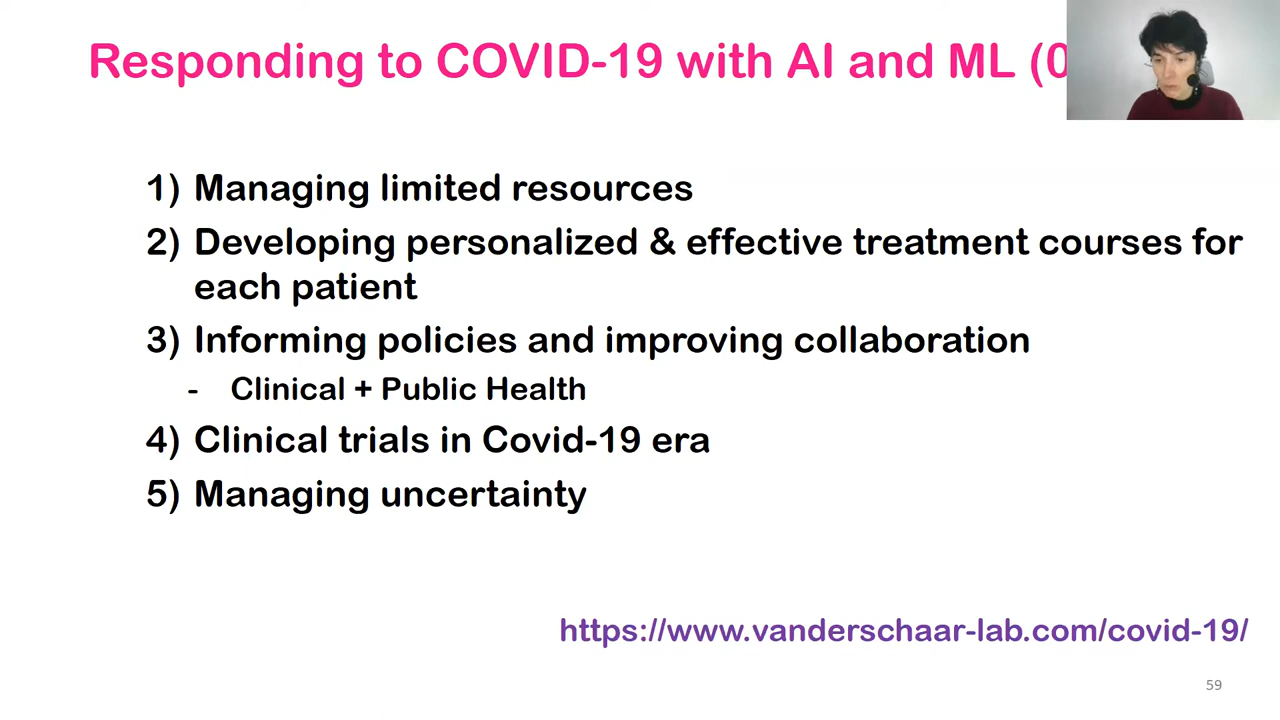 Responding to COVID-19 with AI and ML (0
1) Managing limited resources
2) Developing personalized & effective treatment courses for
each patient
3) Informing policies and improving collaboration
- Clinical + Public Health
4) Clinical trials in Covid-19 era
5) Managing uncertainty
https://www.vanderschaar-lab.com/covid-19/
59